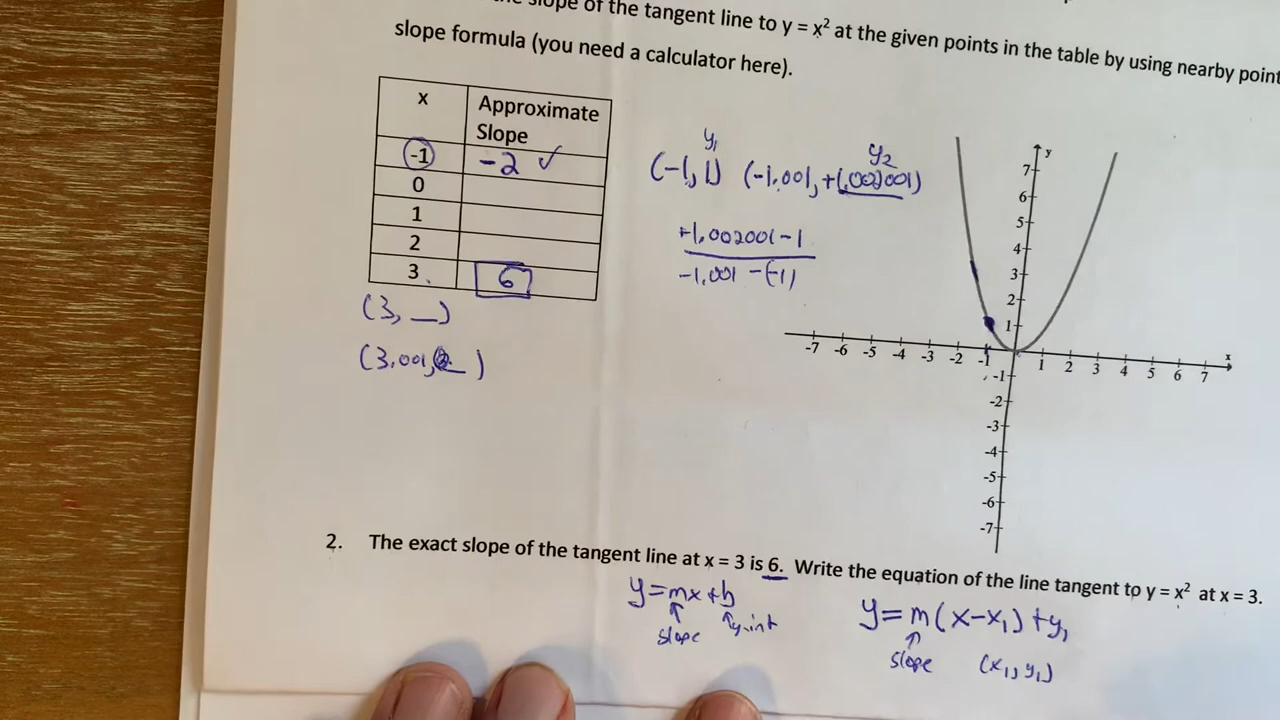 the slope of the tangent line to y = x² at the given points in the table by using nearby point
slope formula (you need a calculator here).
x Approximate Slope
-1 -2 ✓
0
1
2
3 6
(3, __)
(3.001, __)
y₁ y₂
(-1, 1) (-1.001, +1.002001)
+1.002001 - 1
-1.001 - (-1)
y
7
6
5
4
3
2
1
-7 -6 -5 -4 -3 -2 -1 1 2 3 4 5 6 7 x
-1
-2
-3
-4
-5
-6
-7
2. The exact slope of the tangent line at x = 3 is 6. Write the equation of the line tangent to y = x² at x = 3.
y = mx + b
slope y-int
y = m(x - x₁) + y₁
slope (x₁, y₁)